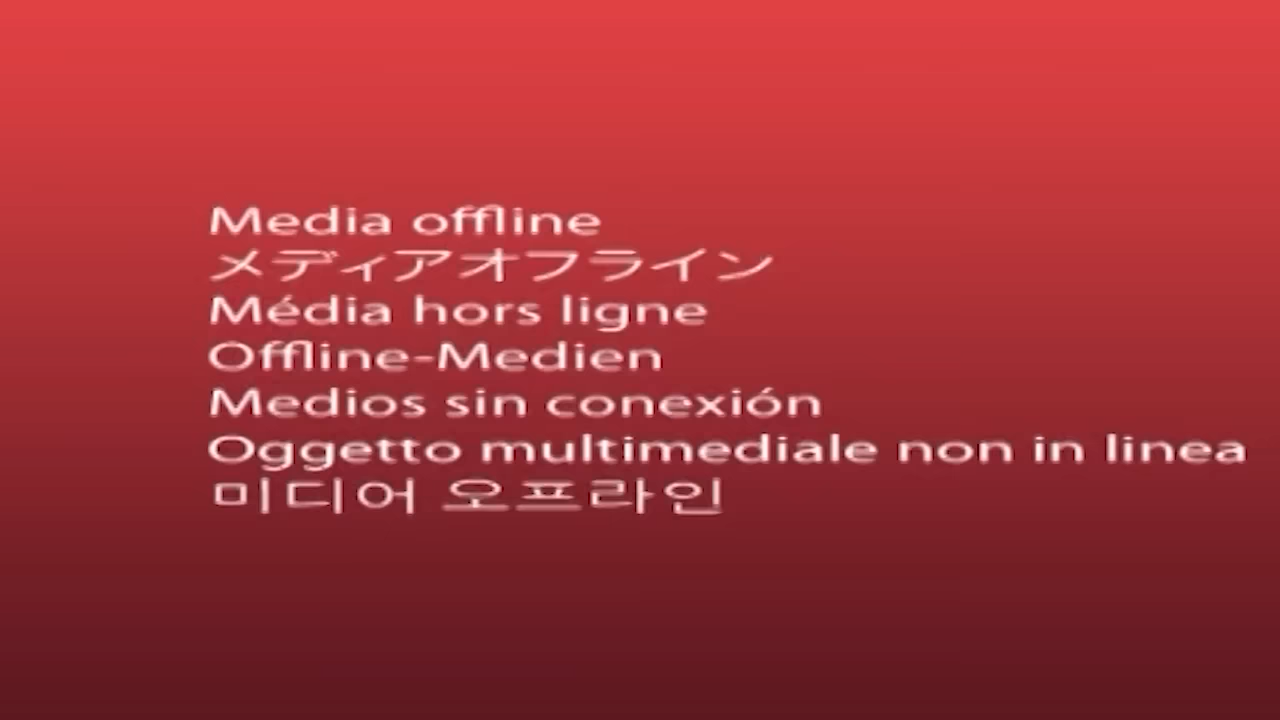 Media offline
メディアオフライン
Média hors ligne
Offline-Medien
Medios sin conexión
Oggetto multimediale non in linea
미디어 오프라인